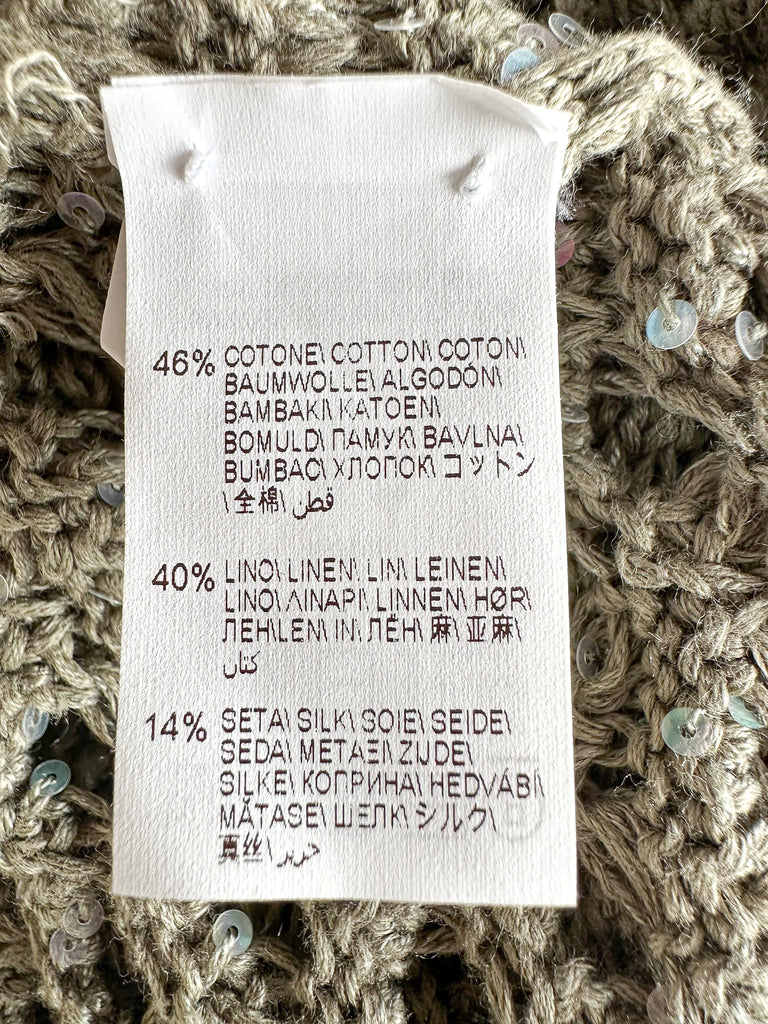 46% COTONE\ COTTON\ COTON\
BAUMWOLLE\ ALGODÓN\
ΒΑΜΒΑΚΙ\ KATOEN\
BOMULD\ ПАМУК\ BAVLNA\
BUMBAC\ ХЛОПОК\ コットン
\ 全棉\ قطن
40% LINO\ LINEN\ LIN\ LEINEN\
LINO\ ΛΙΝΑΡΙ\ LINNEN\ HØR\
ЛЕН\LEN\ IN\ ЛЁН\ 麻\ 亚麻\
كتان
14% SETA\ SILK\ SOIE\ SEIDE\
SEDA\ ΜΕΤΑΞΙ\ ZIJDE\
SILKE\ КОПРИНА\ HEDVÁBÍ\
MĂTASE\ ШЕЛК\ シルク\
真丝\ حرير